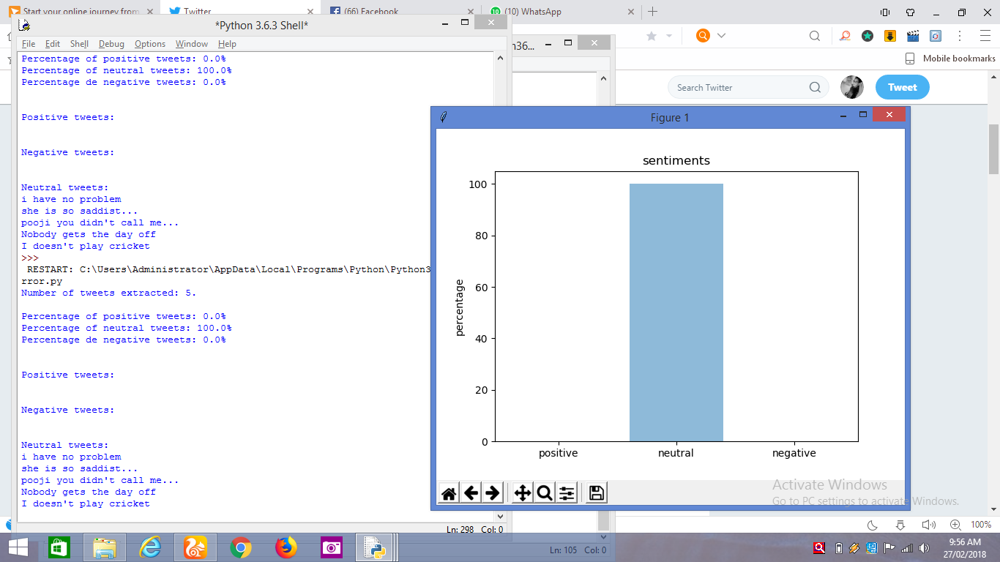 Start your online journey from
Twitter
(66) Facebook
10 (10) WhatsApp
*Python 3.6.3 Shell*
File Edit Shell Debug Options Window Help
n36...
Mobile bookmarks
Search Twitter
Tweet
Percentage of positive tweets: 0.0%
Percentage of neutral tweets: 100.0%
Percentage de negative tweets: 0.0%
Positive tweets:
Negative tweets:
Neutral tweets:
i have no problem
she is so saddist...
pooji you didn't call me...
Nobody gets the day off
I doesn't play cricket
>>>
RESTART: C:\Users\Administrator\AppData\Local\Programs\Python\Python3
rror.py
Number of tweets extracted: 5.
Percentage of positive tweets: 0.0%
Percentage of neutral tweets: 100.0%
Percentage de negative tweets: 0.0%
Positive tweets:
Negative tweets:
Neutral tweets:
i have no problem
she is so saddist...
pooji you didn't call me...
Nobody gets the day off
I doesn't play cricket
Ln: 298 Col: 0
Figure 1
sentiments
percentage
100
80
60
40
20
0
positive neutral negative
Activate Windows
Go to PC settings to activate Windows.
100%
Ln: 105 Col: 0
9:56 AM
27/02/2018